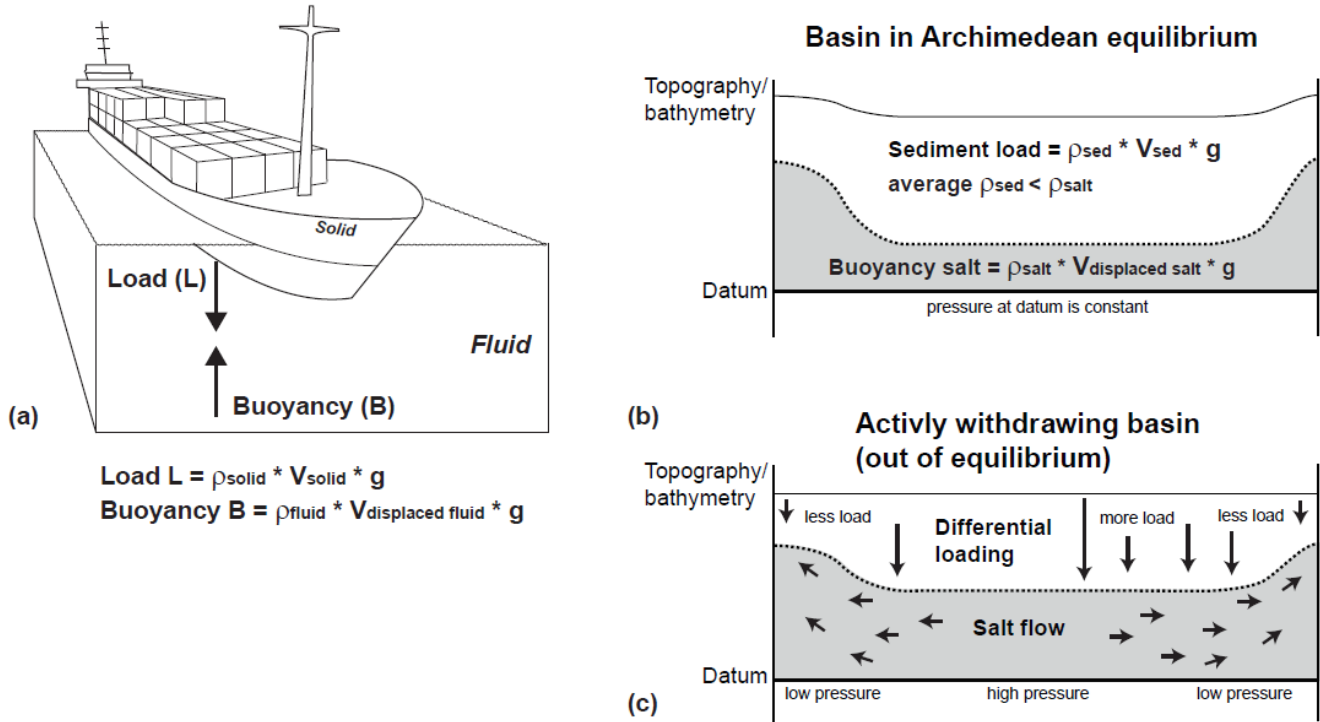 Solid
Load (L)
Fluid
Buoyancy (B)
(a)
Load L = ρsolid * Vsolid * g
Buoyancy B = ρfluid * Vdisplaced fluid * g
Basin in Archimedean equilibrium
Topography/
bathymetry
Sediment load = ρsed * Vsed * g
average ρsed < ρsalt
Buoyancy salt = ρsalt * Vdisplaced salt * g
Datum
pressure at datum is constant
(b)
Activly withdrawing basin
(out of equilibrium)
Topography/
bathymetry
less load
Differential
loading
more load
less load
Salt flow
Datum
low pressure
high pressure
low pressure
(c)